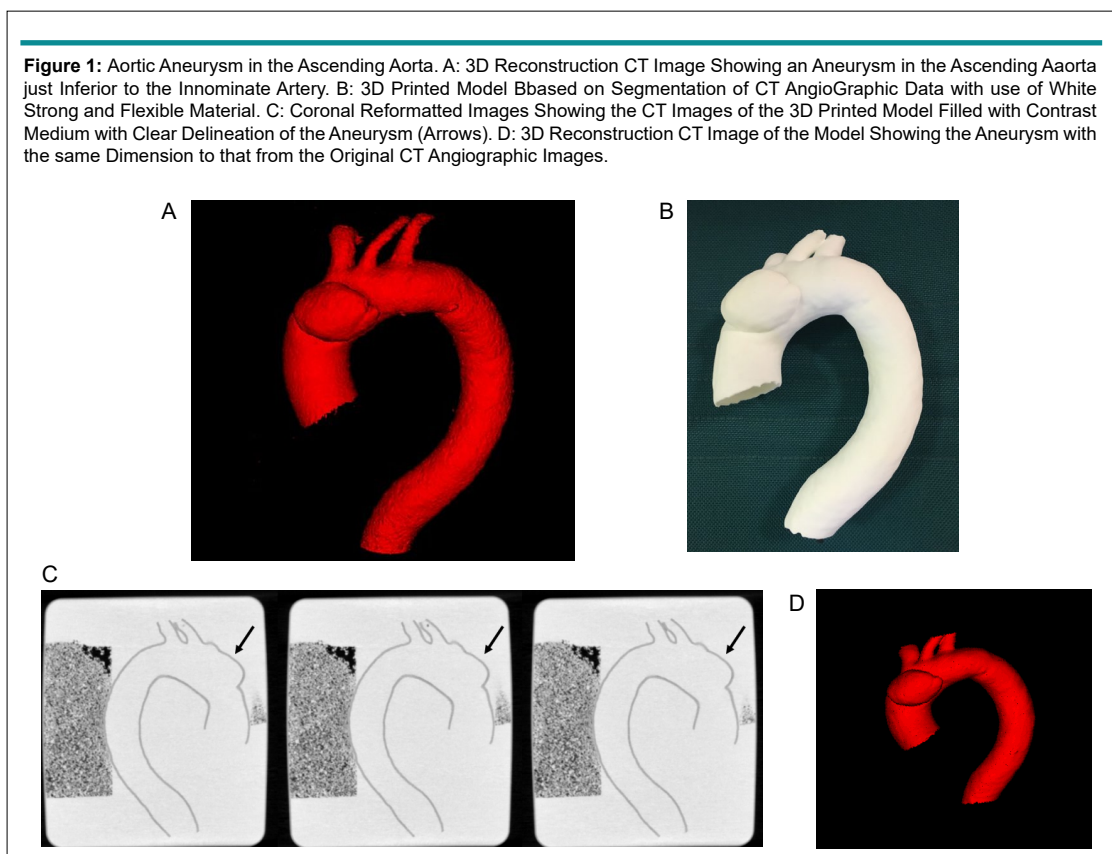 Figure 1: Aortic Aneurysm in the Ascending Aorta. A: 3D Reconstruction CT Image Showing an Aneurysm in the Ascending Aaorta
just Inferior to the Innominate Artery. B: 3D Printed Model Bbased on Segmentation of CT AngioGraphic Data with use of White
Strong and Flexible Material. C: Coronal Reformatted Images Showing the CT Images of the 3D Printed Model Filled with Contrast
Medium with Clear Delineation of the Aneurysm (Arrows). D: 3D Reconstruction CT Image of the Model Showing the Aneurysm with
the same Dimension to that from the Original CT Angiographic Images.
A
B
C
D